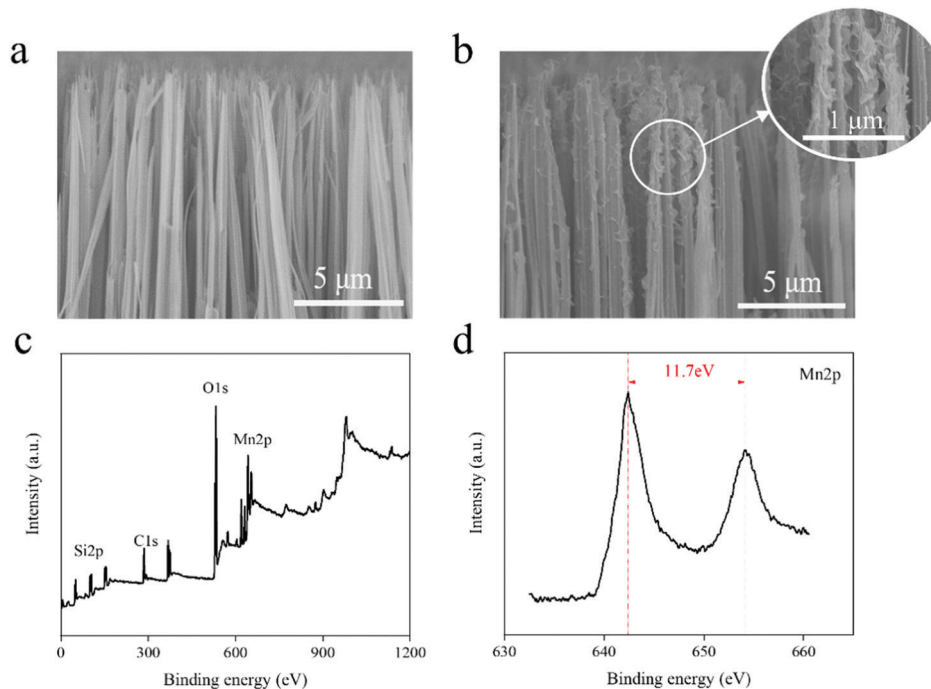 a
5 μm
b
1 μm
5 μm
c
O1s
Mn2p
Si2p
C1s
Intensity (a.u.)
0
300
600
900
1200
Binding energy (eV)
d
11.7eV
Mn2p
Intensity (a.u.)
630
640
650
660
Binding energy (eV)